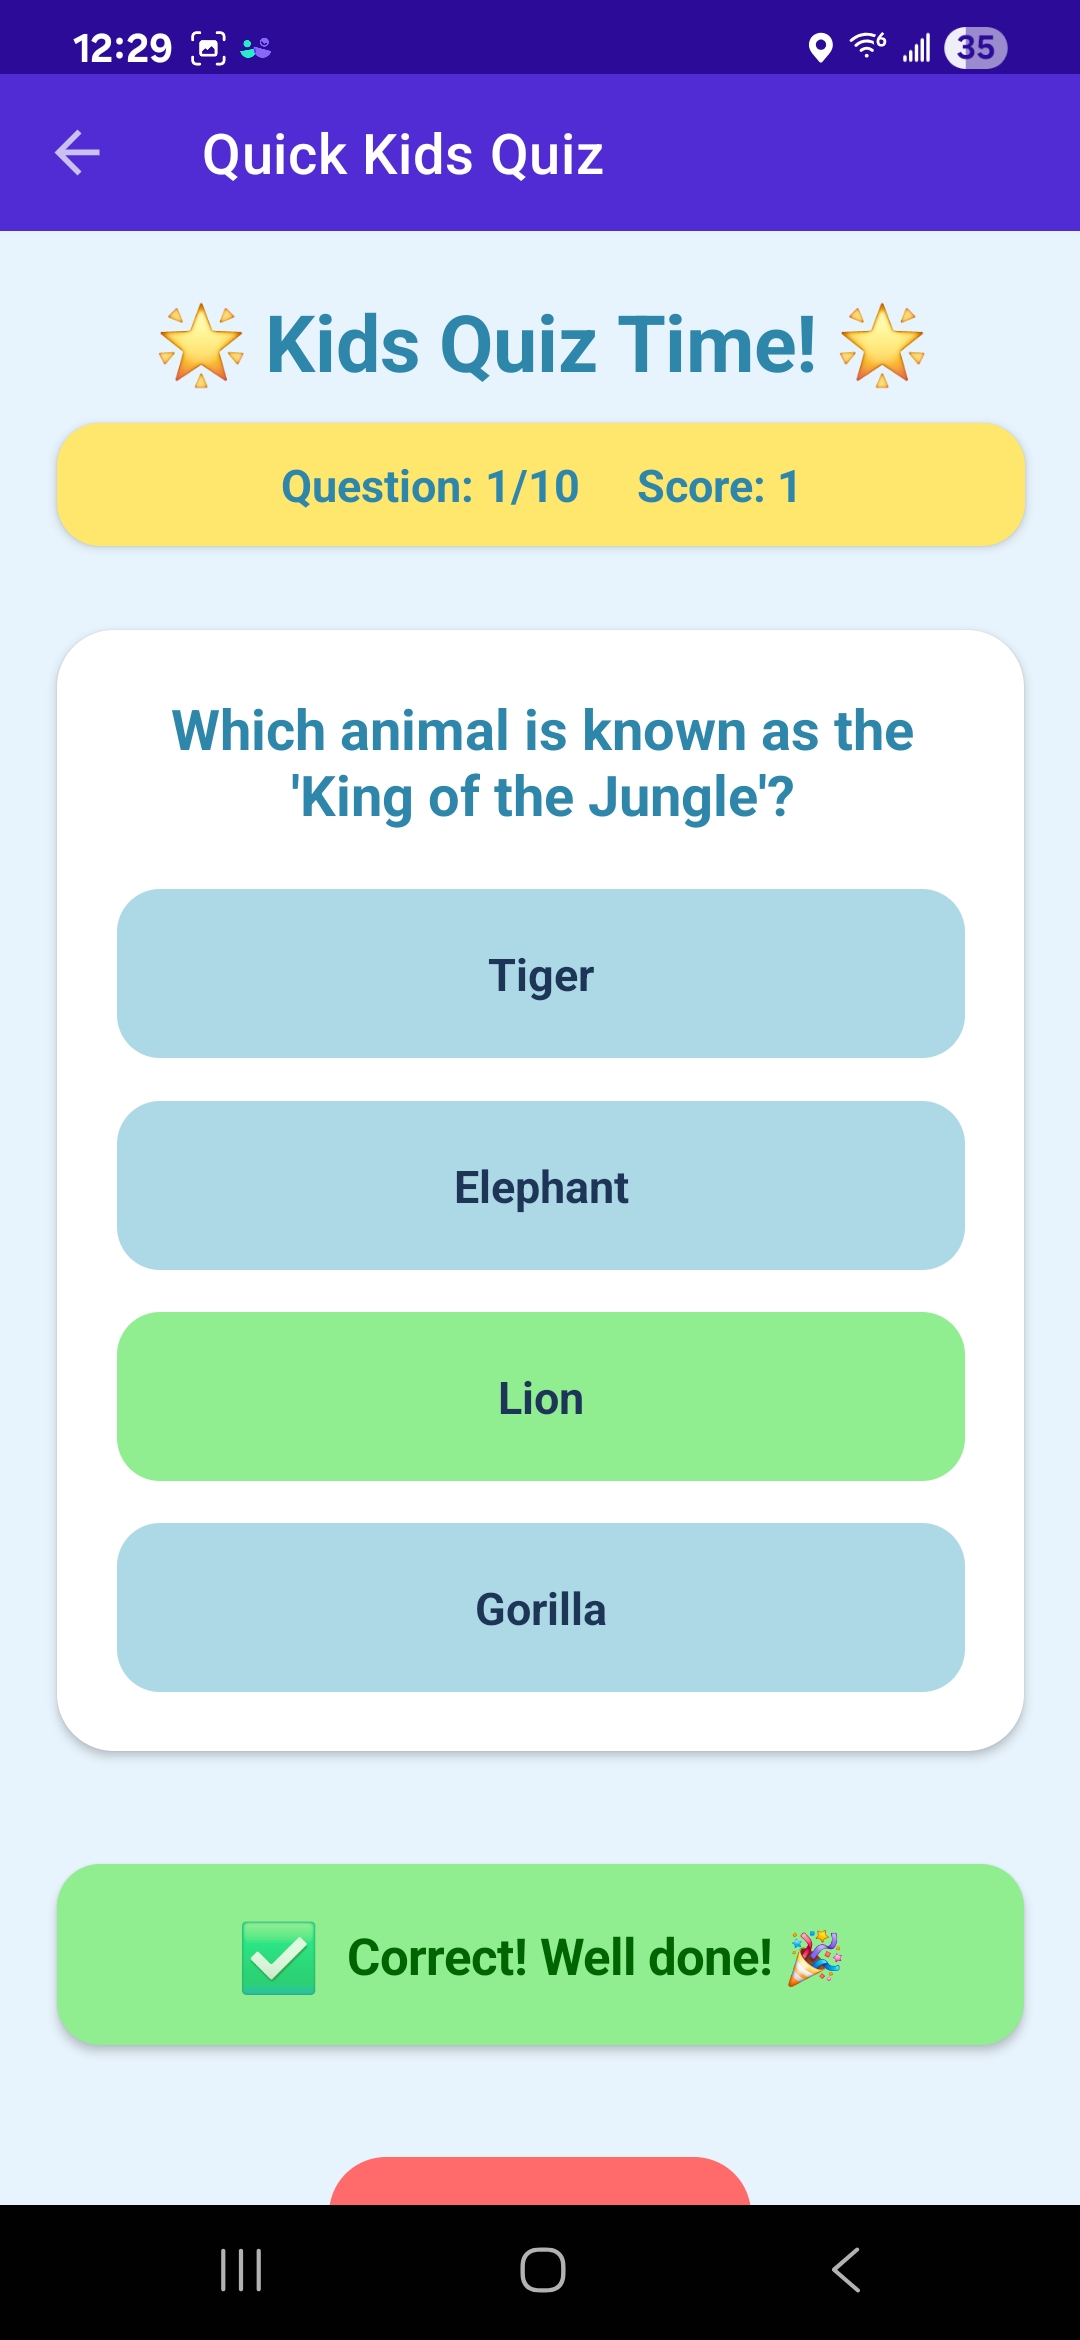 12:29
6
35
Quick Kids Quiz
🌟 Kids Quiz Time! 🌟
Question: 1/10 Score: 1
Which animal is known as the
'King of the Jungle'?
Tiger
Elephant
Lion
Gorilla
✅ Correct! Well done! 🎉